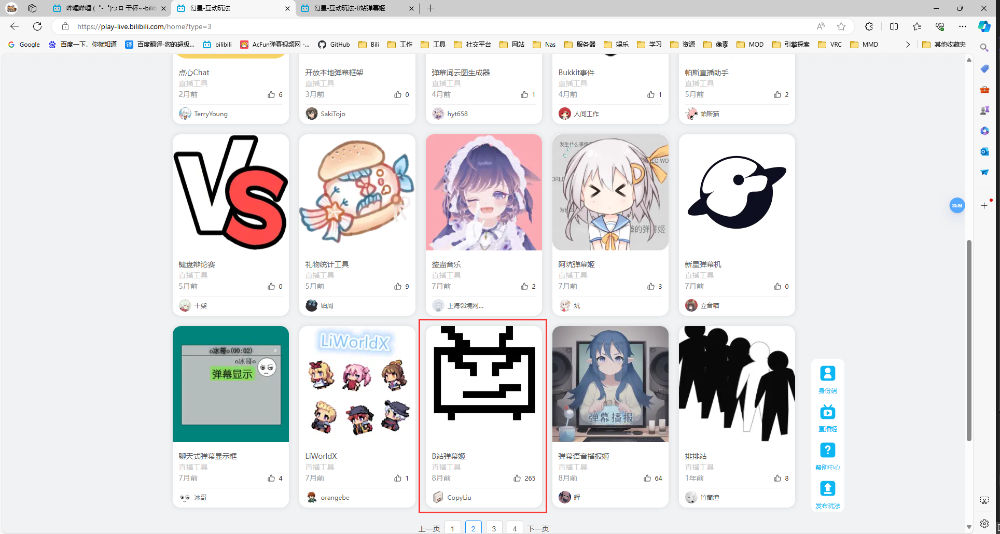 哔哩哔哩 (゜-゜)つロ 干杯~-bilib
幻星-互动玩法
幻星-互动玩法-B站弹幕姬
https://play-live.bilibili.com/home?type=3
Google
百度一下，你就知道
译
百度翻译-您的超级...
bilibili
AcFun弹幕视频网 -...
GitHub
Bili
工作
工具
社交平台
网站
Nas
服务器
娱乐
学习
资源
像素
MOD
引擎探索
VRC
MMD
其他收藏夹
点心Chat
直播工具
2月前
6
TerryYoung
开放本地弹幕框架
直播工具
3月前
0
SakiTojo
弹幕词云图生成器
直播工具
4月前
1
hyt658
Bukkit事件
直播工具
4月前
1
人间工作
帕斯直播助手
直播工具
5月前
2
帕斯猫
VS
键盘辩论赛
直播工具
5月前
0
十柒
礼物统计工具
直播工具
5月前
9
铂屑
整蛊音乐
直播工具
7月前
2
上海邻境网...
发生什么事情
LO WO
ORLD
为什么
棒的弹幕姬
阿坑弹幕姬
直播工具
7月前
3
坑
新星弹幕机
直播工具
7月前
0
立音喵
35M
o冰哥o(00:02)
o冰哥o
弹幕显示
聊天式弹幕显示框
直播工具
7月前
4
冰哥
LiWorldX
LiWorldX
直播工具
7月前
1
orangebe
B站弹幕姬
直播工具
8月前
265
CopyLiu
弹幕播报
弹幕语音播报姬
直播工具
8月前
64
辉
排排站
直播工具
1年前
8
竹筒渣
身份码
直播姬
?
帮助中心
发布玩法
上一页
1
2
3
4
下一页